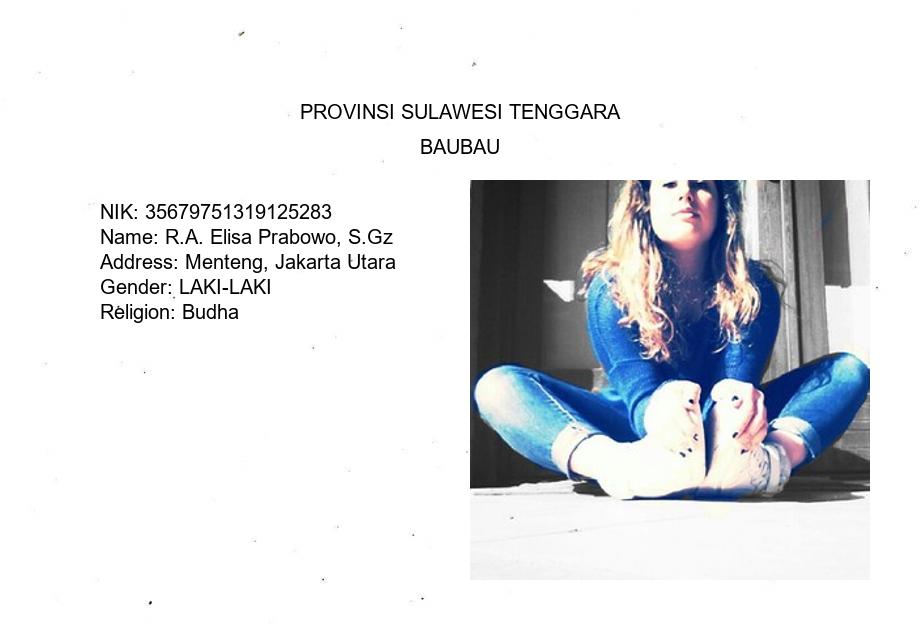 PROVINSI SULAWESI TENGGARA
BAUBAU
NIK: 35679751319125283
Name: R.A. Elisa Prabowo, S.Gz
Address: Menteng, Jakarta Utara
Gender: LAKI-LAKI
Religion: Budha